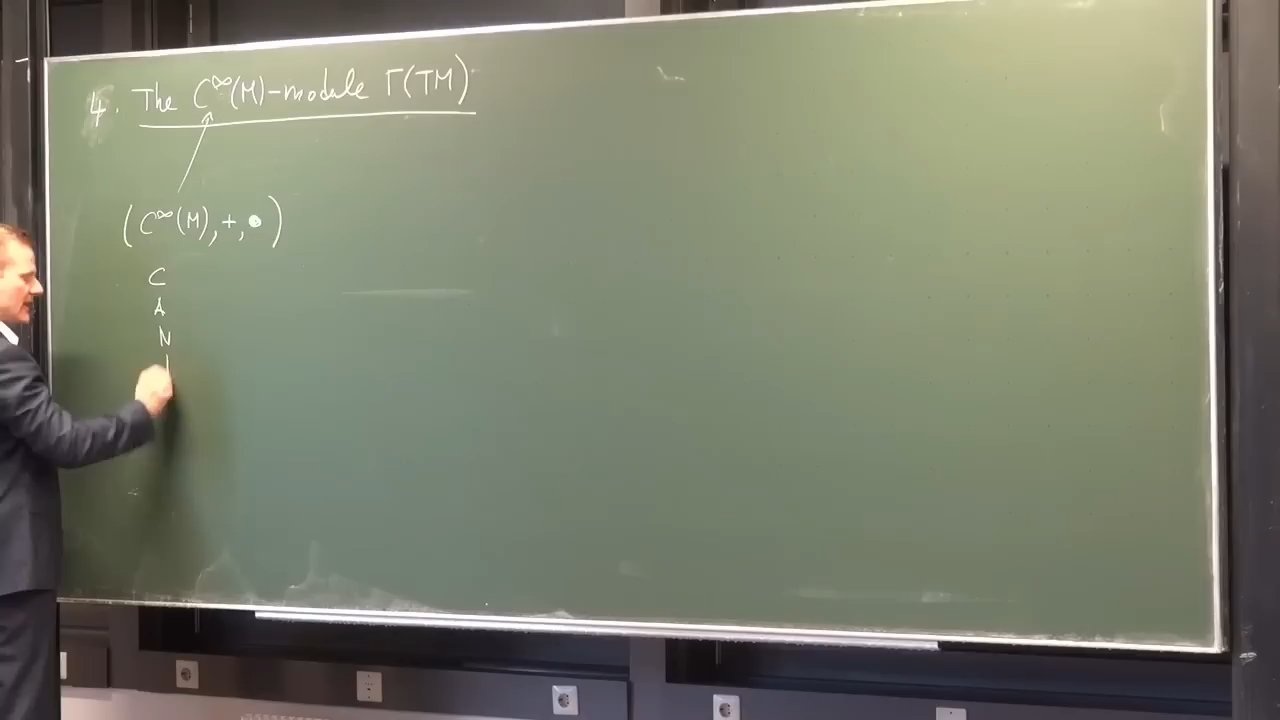 4. The C^∞(M)-module Γ(TM)
(C^∞(M), +, •)
C
A
N
I